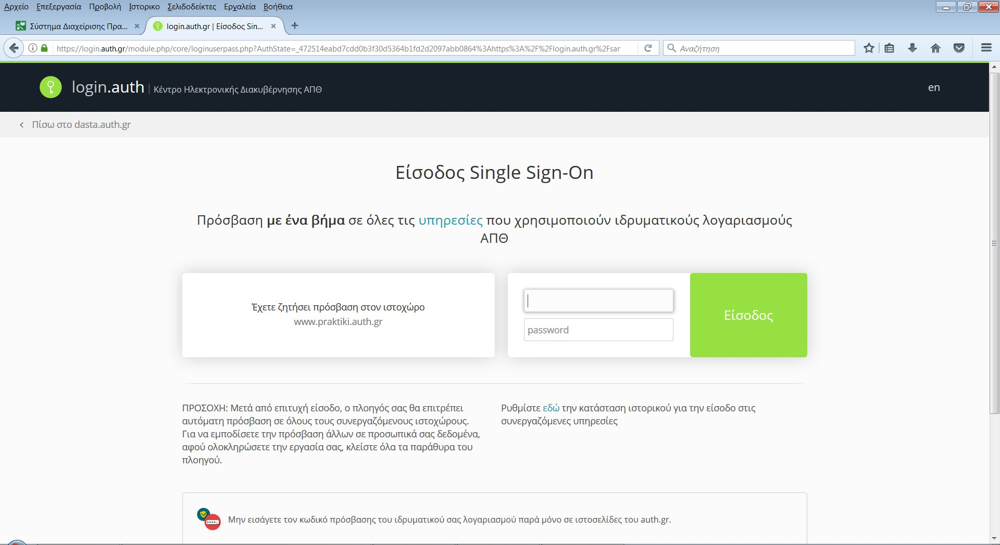 Αρχείο Επεξεργασία Προβολή Ιστορικο Σελιδοδείκτες Εργαλεία Βοήθεια
Σύστημα Διαχείρισης Πρα...
login.auth.gr | Είσοδος Sin...
https://login.auth.gr/module.php/core/loginuserpass.php?AuthState=_472514eabd7cdd0b3f30d5364b1fd2d2097abb0864%3Ahttps%3A%2F%2Flogin.auth.gr%2Fsar
Αναζήτηση
login.auth | Κέντρο Ηλεκτρονικής Διακυβέρνησης ΑΠΘ
en
Πίσω στο dasta.auth.gr
Είσοδος Single Sign-On
Πρόσβαση με ένα βήμα σε όλες τις υπηρεσίες που χρησιμοποιούν ιδρυματικούς λογαριασμούς
ΑΠΘ
Έχετε ζητήσει πρόσβαση στον ιστοχώρο
www.praktiki.auth.gr
password
Είσοδος
ΠΡΟΣΟΧΗ: Μετά από επιτυχή είσοδο, ο πλοηγός σας θα επιτρέπει
αυτόματη πρόσβαση σε όλους τους συνεργαζόμενους ιστοχώρους.
Για να εμποδίσετε την πρόσβαση άλλων σε προσωπικά σας δεδομένα,
αφού ολοκληρώσετε την εργασία σας, κλείστε όλα τα παράθυρα του
πλοηγού.
Ρυθμίστε εδώ την κατάσταση ιστορικού για την είσοδο στις
συνεργαζόμενες υπηρεσίες
Μην εισάγετε τον κωδικό πρόσβασης του ιδρυματικού σας λογαριασμού παρά μόνο σε ιστοσελίδες του auth.gr.